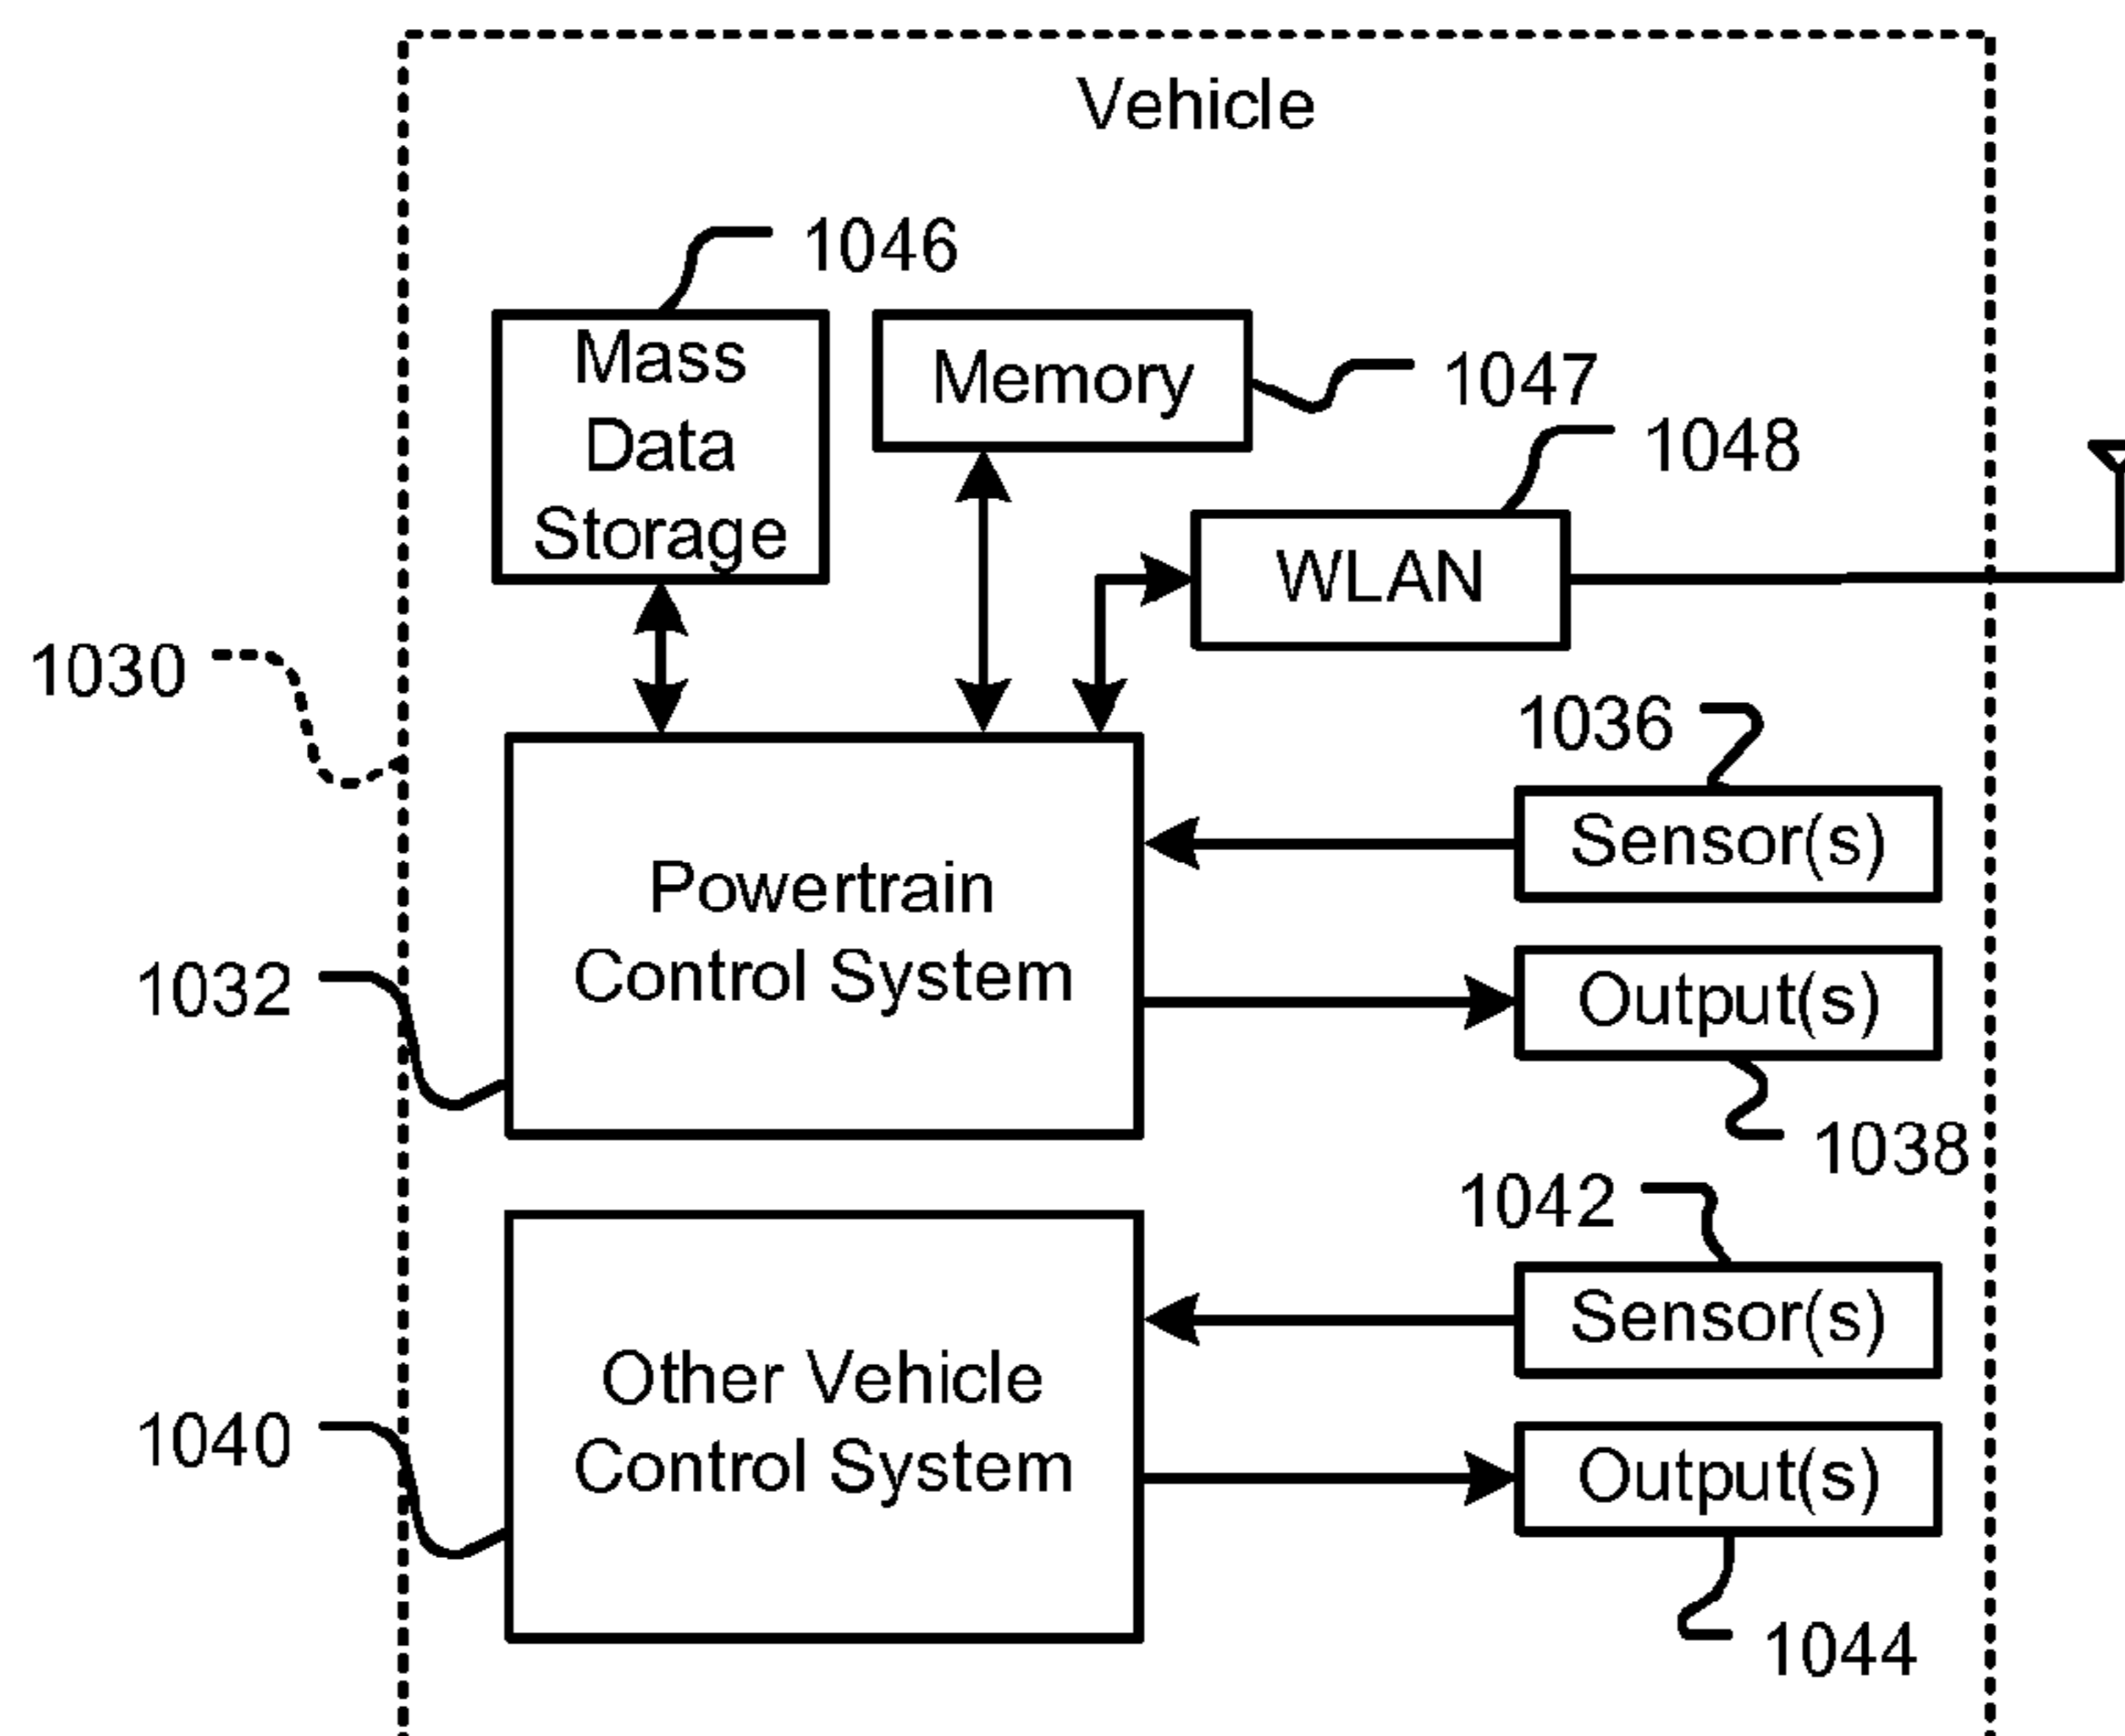 Vehicle
1046
Mass
Data
Storage
Memory
1047
1048
WLAN
1030
1036
Sensor(s)
Powertrain
Control System
Output(s)
1032
1038
1042
Sensor(s)
Other Vehicle
Control System
1040
Output(s)
1044